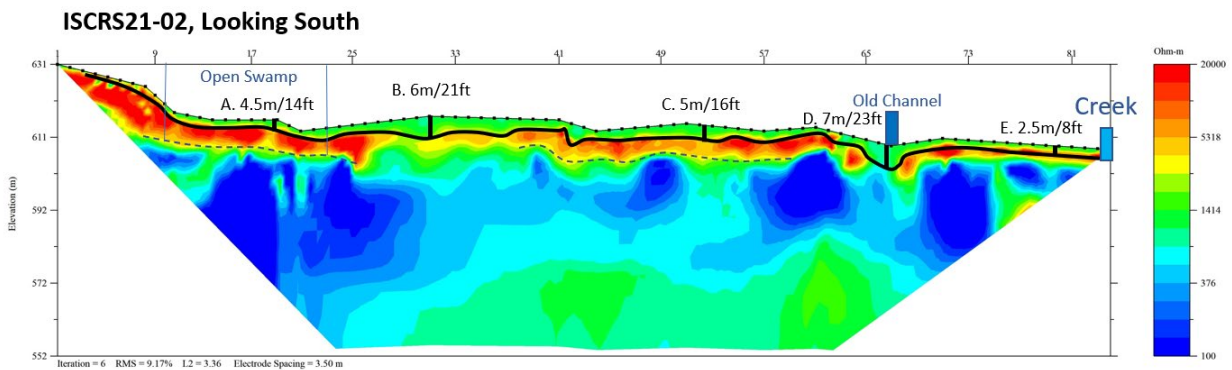 ISCRS21-02, Looking South
1 9 17 25 33 41 49 57 65 73 81
Ohm-m
631
611
592
572
552
Elevation (m)
Open Swamp
A. 4.5m/14ft
B. 6m/21ft
C. 5m/16ft
D. 7m/23ft
Old Channel
E. 2.5m/8ft
Creek
20000
5318
1414
376
100
Iteration = 6 RMS = 9.17% L2 = 3.36 Electrode Spacing = 3.50 m